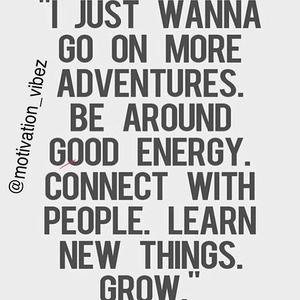 "I JUST WANNA
GO ON MORE
ADVENTURES.
BE AROUND
GOOD ENERGY.
CONNECT WITH
PEOPLE. LEARN
NEW THINGS.
GROW."
@motivation_vibez